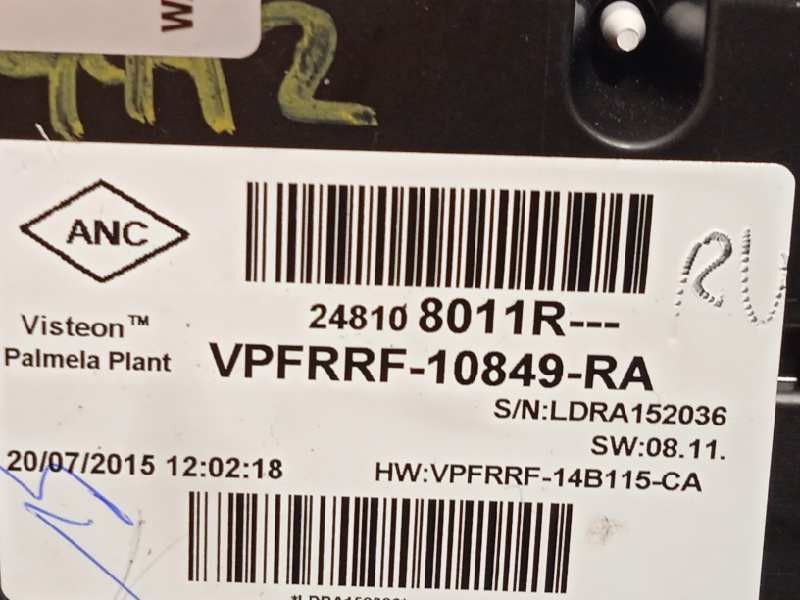 ANC
Visteon™
Palmela Plant
24810 8011R---
VPFRRF-10849-RA
S/N:LDRA152036
SW:08.11.
20/07/2015 12:02:18
HW:VPFRRF-14B115-CA